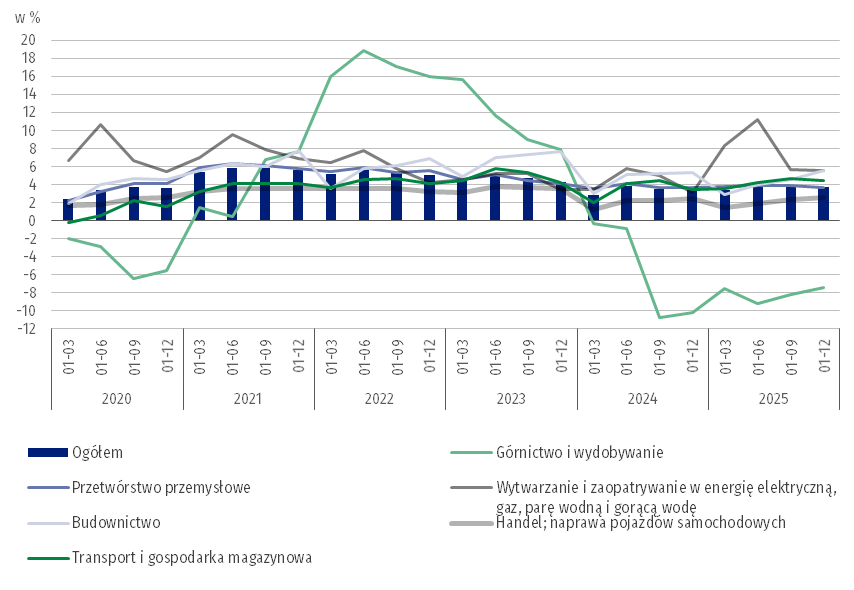 w %
20
18
16
14
12
10
8
6
4
2
0
-2
-4
-6
-8
-10
-12
01-03 01-06 01-09 01-12 01-03 01-06 01-09 01-12 01-03 01-06 01-09 01-12 01-03 01-06 01-09 01-12 01-03 01-06 01-09 01-12 01-03 01-06 01-09 01-12
2020 2021 2022 2023 2024 2025
Ogółem
Górnictwo i wydobywanie
Przetwórstwo przemysłowe
Wytwarzanie i zaopatrywanie w energię elektryczną,
gaz, parę wodną i gorącą wodę
Budownictwo
Handel; naprawa pojazdów samochodowych
Transport i gospodarka magazynowa